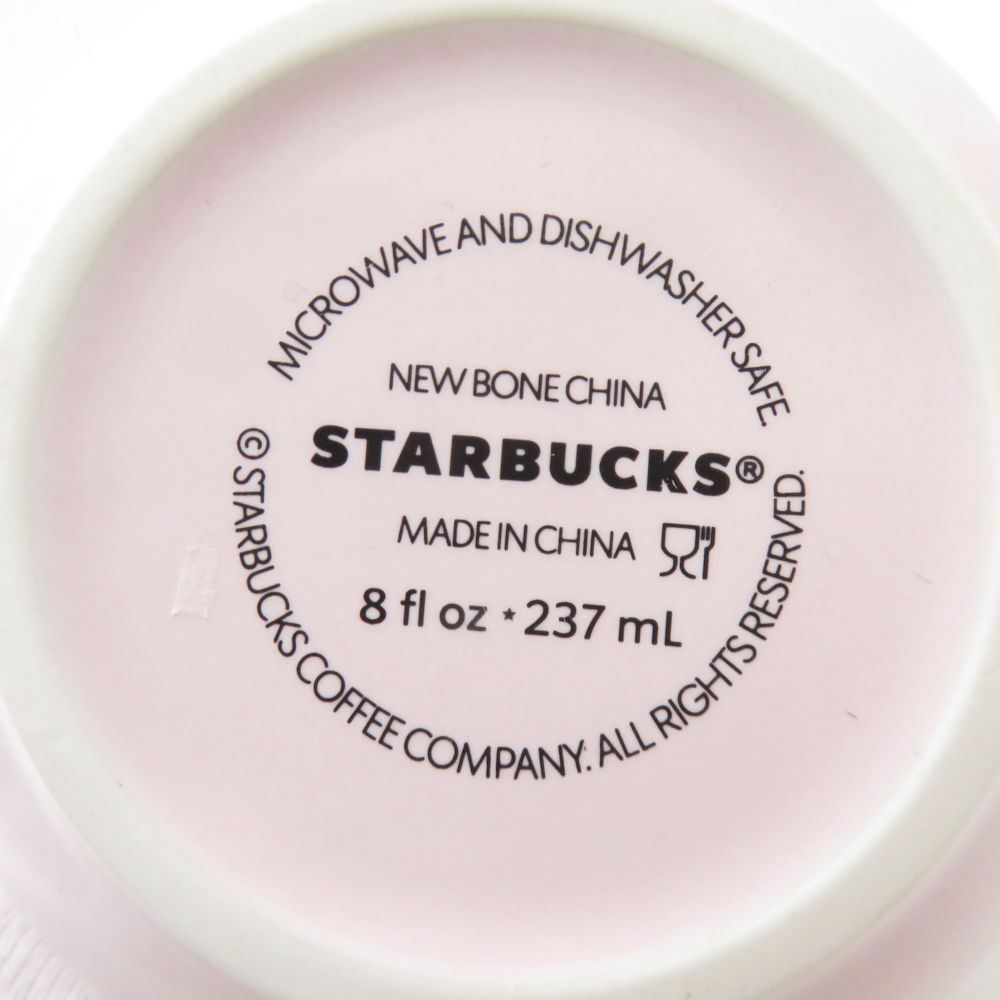 MICROWAVE AND DISHWASHER SAFE.
NEW BONE CHINA
STARBUCKS®
MADE IN CHINA
8 fl oz ⋆ 237 mL
© STARBUCKS COFFEE COMPANY. ALL RIGHTS RESERVED.